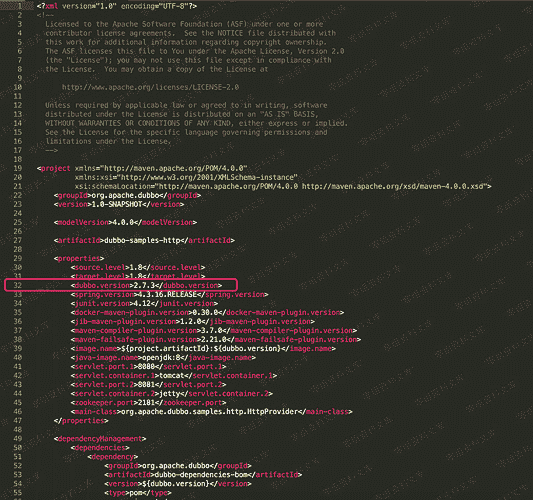 1 <?xml version="1.0" encoding="UTF-8"?>
2 <!--
3 Licensed to the Apache Software Foundation (ASF) under one or more
4 contributor license agreements. See the NOTICE file distributed with
5 this work for additional information regarding copyright ownership.
6 The ASF licenses this file to You under the Apache License, Version 2.0
7 (the "License"); you may not use this file except in compliance with
8 the License. You may obtain a copy of the License at
9
10 http://www.apache.org/licenses/LICENSE-2.0
11
12 Unless required by applicable law or agreed to in writing, software
13 distributed under the License is distributed on an "AS IS" BASIS,
14 WITHOUT WARRANTIES OR CONDITIONS OF ANY KIND, either express or implied.
15 See the License for the specific language governing permissions and
16 limitations under the License.
17 -->
18
19 <project xmlns="http://maven.apache.org/POM/4.0.0"
20 xmlns:xsi="http://www.w3.org/2001/XMLSchema-instance"
21 xsi:schemaLocation="http://maven.apache.org/POM/4.0.0 http://maven.apache.org/xsd/maven-4.0.0.xsd">
22 <groupId>org.apache.dubbo</groupId>
23 <version>1.0-SNAPSHOT</version>
24
25 <modelVersion>4.0.0</modelVersion>
26
27 <artifactId>dubbo-samples-http</artifactId>
28
29 <properties>
30 <source.level>1.8</source.level>
31 <target.level>1.8</target.level>
32 <dubbo.version>2.7.3</dubbo.version>
33 <spring.version>4.3.16.RELEASE</spring.version>
34 <junit.version>4.12</junit.version>
35 <docker-maven-plugin.version>0.30.0</docker-maven-plugin.version>
36 <jib-maven-plugin.version>1.2.0</jib-maven-plugin.version>
37 <maven-compiler-plugin.version>3.7.0</maven-compiler-plugin.version>
38 <maven-failsafe-plugin.version>2.21.0</maven-failsafe-plugin.version>
39 <image.name>${project.artifactId}:${dubbo.version}</image.name>
40 <java-image.name>openjdk:8</java-image.name>
41 <servlet.port.1>8080</servlet.port.1>
42 <servlet.container.1>tomcat</servlet.container.1>
43 <servlet.port.2>8081</servlet.port.2>
44 <servlet.container.2>jetty</servlet.container.2>
45 <zookeeper.port>2181</zookeeper.port>
46 <main-class>org.apache.dubbo.samples.http.HttpProvider</main-class>
47 </properties>
48
49 <dependencyManagement>
50 <dependencies>
51 <dependency>
52 <groupId>org.apache.dubbo</groupId>
53 <artifactId>dubbo-dependencies-bom</artifactId>
54 <version>${dubbo.version}</version>
55 <type>pom</type>